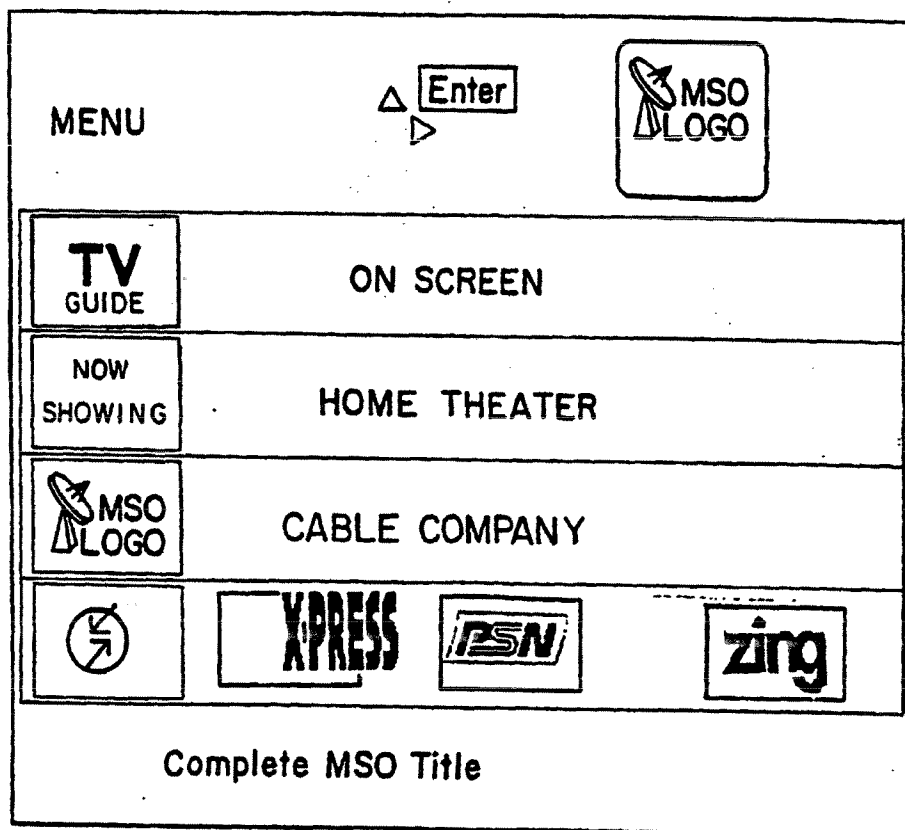 MENU
Enter
MSO
LOGO
TV
GUIDE
ON SCREEN
NOW
SHOWING
HOME THEATER
MSO
LOGO
CABLE COMPANY
X·PRESS
PSN
zing
Complete MSO Title